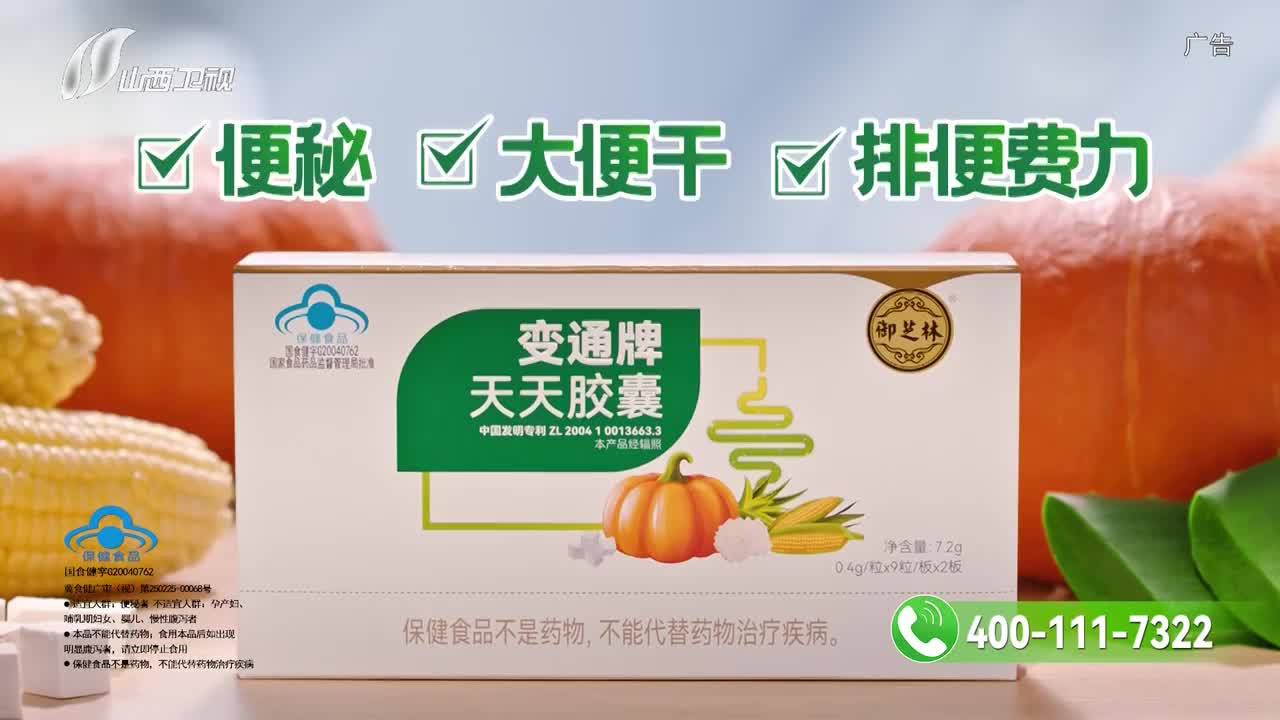 山西卫视
广告
便秘 大便干 排便费力
保健食品
国食健字G20040762
国家食品药品监督管理局批准
御芝林
变通牌
天天胶囊
中国发明专利 ZL 2004 1 0013663.3
本产品经辐照
净含量: 7.2g
0.4g/粒x9粒/板x2板
保健食品不是药物, 不能代替药物治疗疾病。
保健食品
国食健字G20040762
冀食健广审（视）第250225-00068号
●适宜人群：便秘者 不适宜人群：孕产妇、
哺乳期妇女、婴儿、慢性腹泻者
●本品不能代替药物；食用本品后如出现
明显腹泻者，请立即停止食用
●保健食品不是药物，不能代替药物治疗疾病
400-111-7322